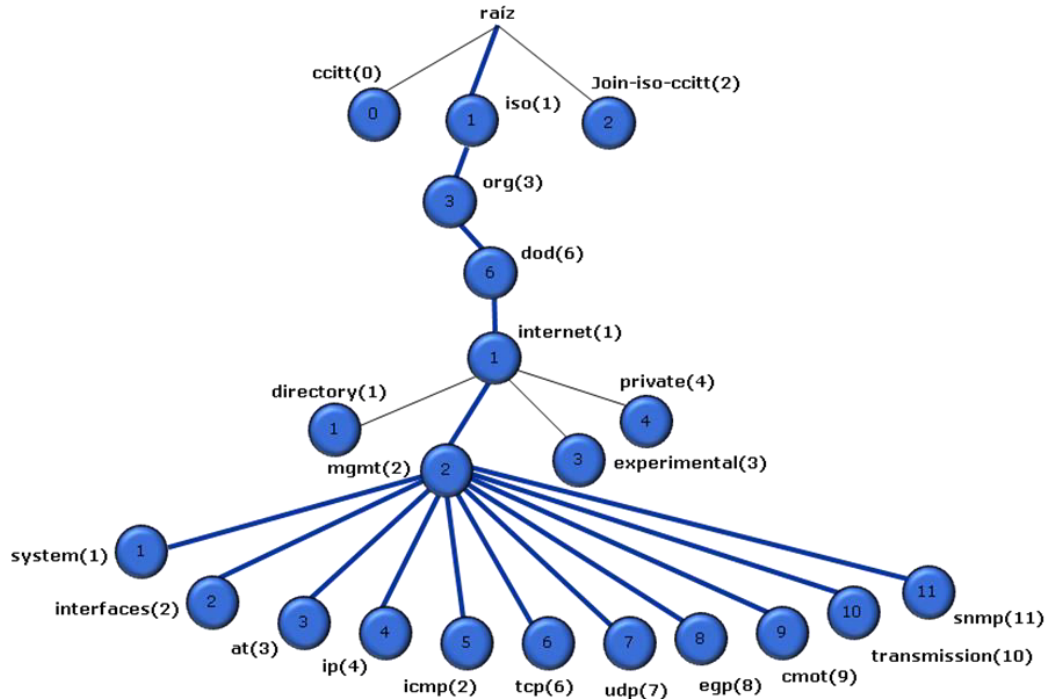 raíz
ccitt(0)
0
iso(1)
1
Join-iso-ccitt(2)
2
org(3)
3
dod(6)
6
internet(1)
1
directory(1)
1
private(4)
4
mgmt(2)
2
experimental(3)
3
system(1)
1
interfaces(2)
2
at(3)
3
ip(4)
4
icmp(2)
5
tcp(6)
6
udp(7)
7
egp(8)
8
cmot(9)
9
transmission(10)
10
snmp(11)
11